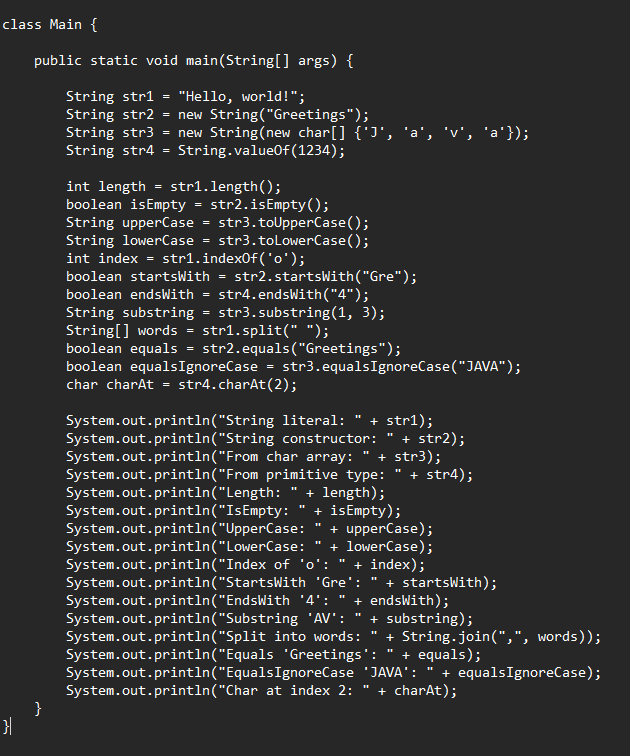 class Main {
    public static void main(String[] args) {
        String str1 = "Hello, world!";
        String str2 = new String("Greetings");
        String str3 = new String(new char[] {'J', 'a', 'v', 'a'});
        String str4 = String.valueOf(1234);
        int length = str1.length();
        boolean isEmpty = str2.isEmpty();
        String upperCase = str3.toUpperCase();
        String lowerCase = str3.toLowerCase();
        int index = str1.indexOf('o');
        boolean startsWith = str2.startsWith("Gre");
        boolean endsWith = str4.endsWith("4");
        String substring = str3.substring(1, 3);
        String[] words = str1.split(" ");
        boolean equals = str2.equals("Greetings");
        boolean equalsIgnoreCase = str3.equalsIgnoreCase("JAVA");
        char charAt = str4.charAt(2);
        System.out.println("String literal: " + str1);
        System.out.println("String constructor: " + str2);
        System.out.println("From char array: " + str3);
        System.out.println("From primitive type: " + str4);
        System.out.println("Length: " + length);
        System.out.println("IsEmpty: " + isEmpty);
        System.out.println("UpperCase: " + upperCase);
        System.out.println("LowerCase: " + lowerCase);
        System.out.println("Index of 'o': " + index);
        System.out.println("StartsWith 'Gre': " + startsWith);
        System.out.println("EndsWith '4': " + endsWith);
        System.out.println("Substring 'AV': " + substring);
        System.out.println("Split into words: " + String.join(",", words));
        System.out.println("Equals 'Greetings': " + equals);
        System.out.println("EqualsIgnoreCase 'JAVA': " + equalsIgnoreCase);
        System.out.println("Char at index 2: " + charAt);
    }
}